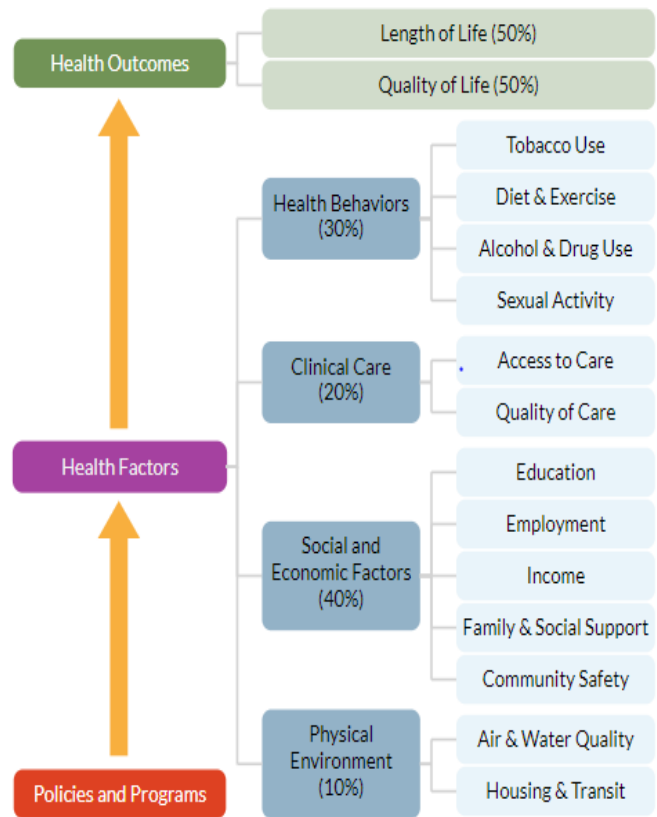 Health Outcomes
Length of Life (50%)
Quality of Life (50%)
Health Factors
Health Behaviors
(30%)
Tobacco Use
Diet & Exercise
Alcohol & Drug Use
Sexual Activity
Clinical Care
(20%)
Access to Care
Quality of Care
Social and
Economic Factors
(40%)
Education
Employment
Income
Family & Social Support
Community Safety
Physical
Environment
(10%)
Air & Water Quality
Housing & Transit
Policies and Programs